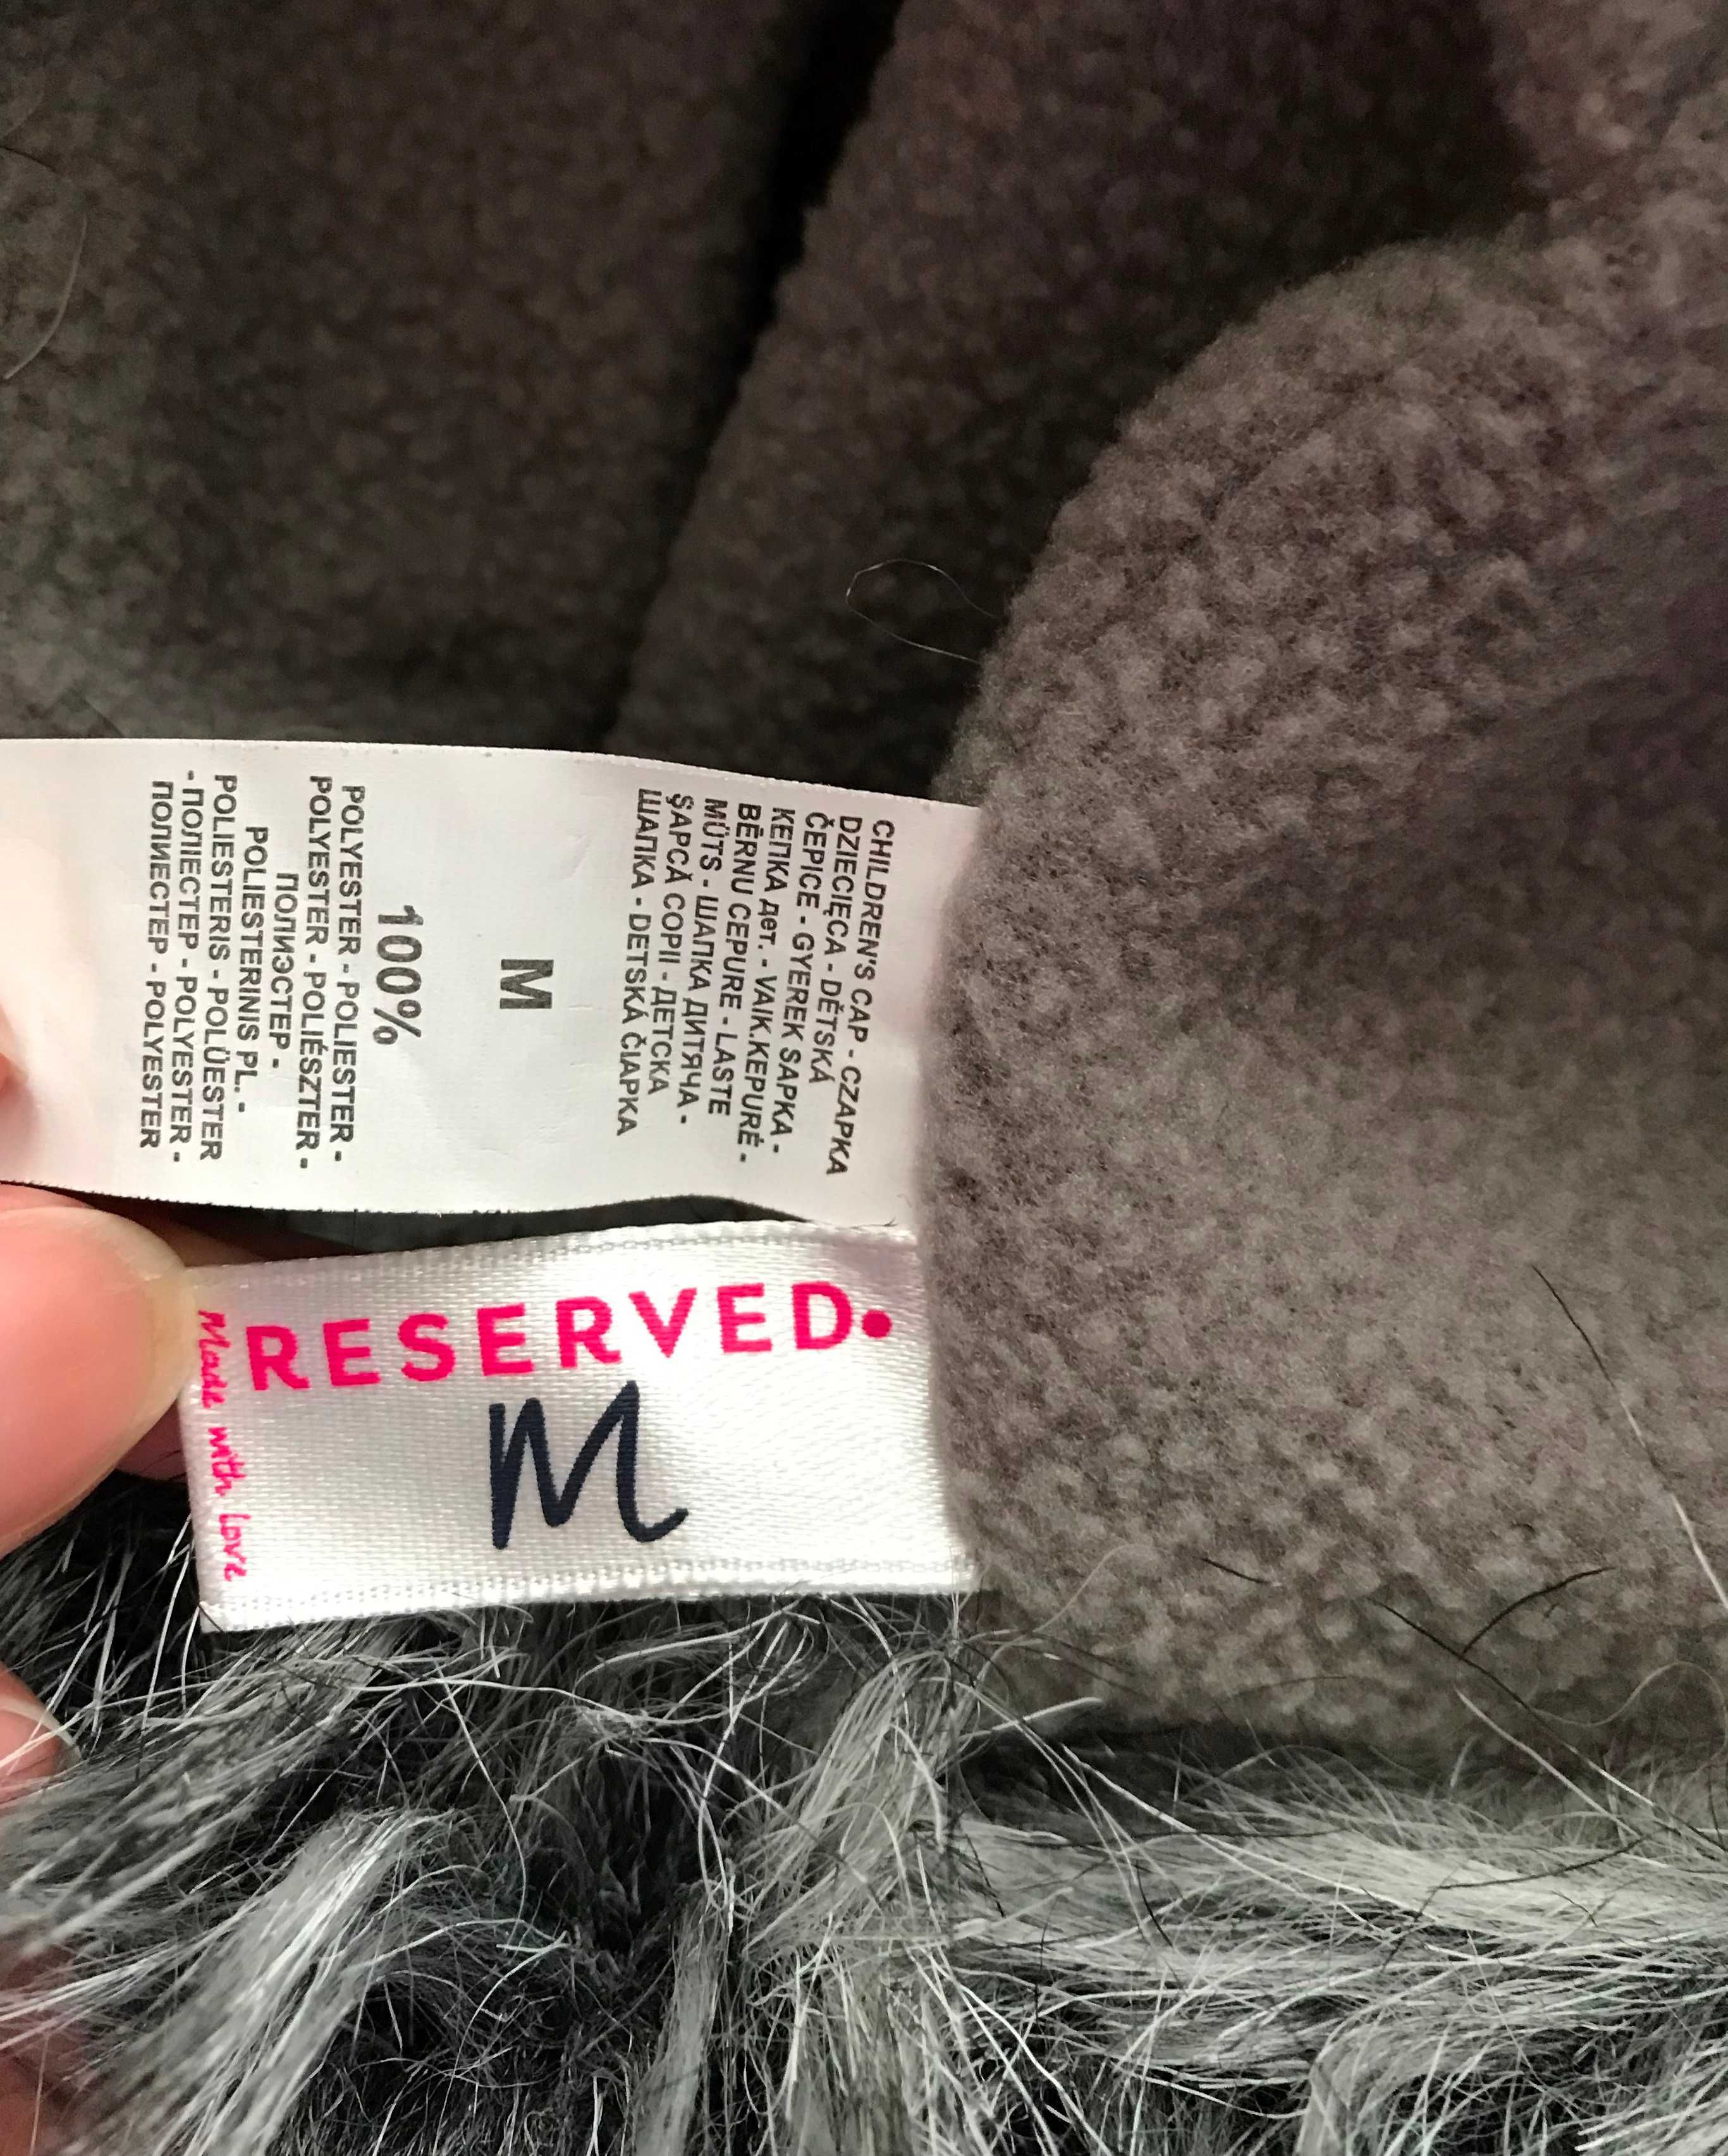 CHILDREN'S CAP - CZAPKA
DZIECIĘCA - DĚTSKÁ
ČEPICE - GYEREK SAPKA -
КЕПКА дет. - VAIK.KEPURĖ -
BĒRNU CEPURE - LASTE
MÜTS - ШАПКА ДИТЯЧА -
ŞAPCĂ COPII - ДЕТСКА
ШАПКА - DETSKÁ ČIAPKA
M
100%
POLYESTER - POLIESTER -
POLYESTER - POLIÉSZTER -
ПОЛИЭСТЕР -
POLIESTERINIS PL. -
POLIESTERIS - POLÜESTER
- ПОЛІЕСТЕР - POLYESTER -
ПОЛИЕСТЕР - POLYESTER
RESERVED•
M
Made with love